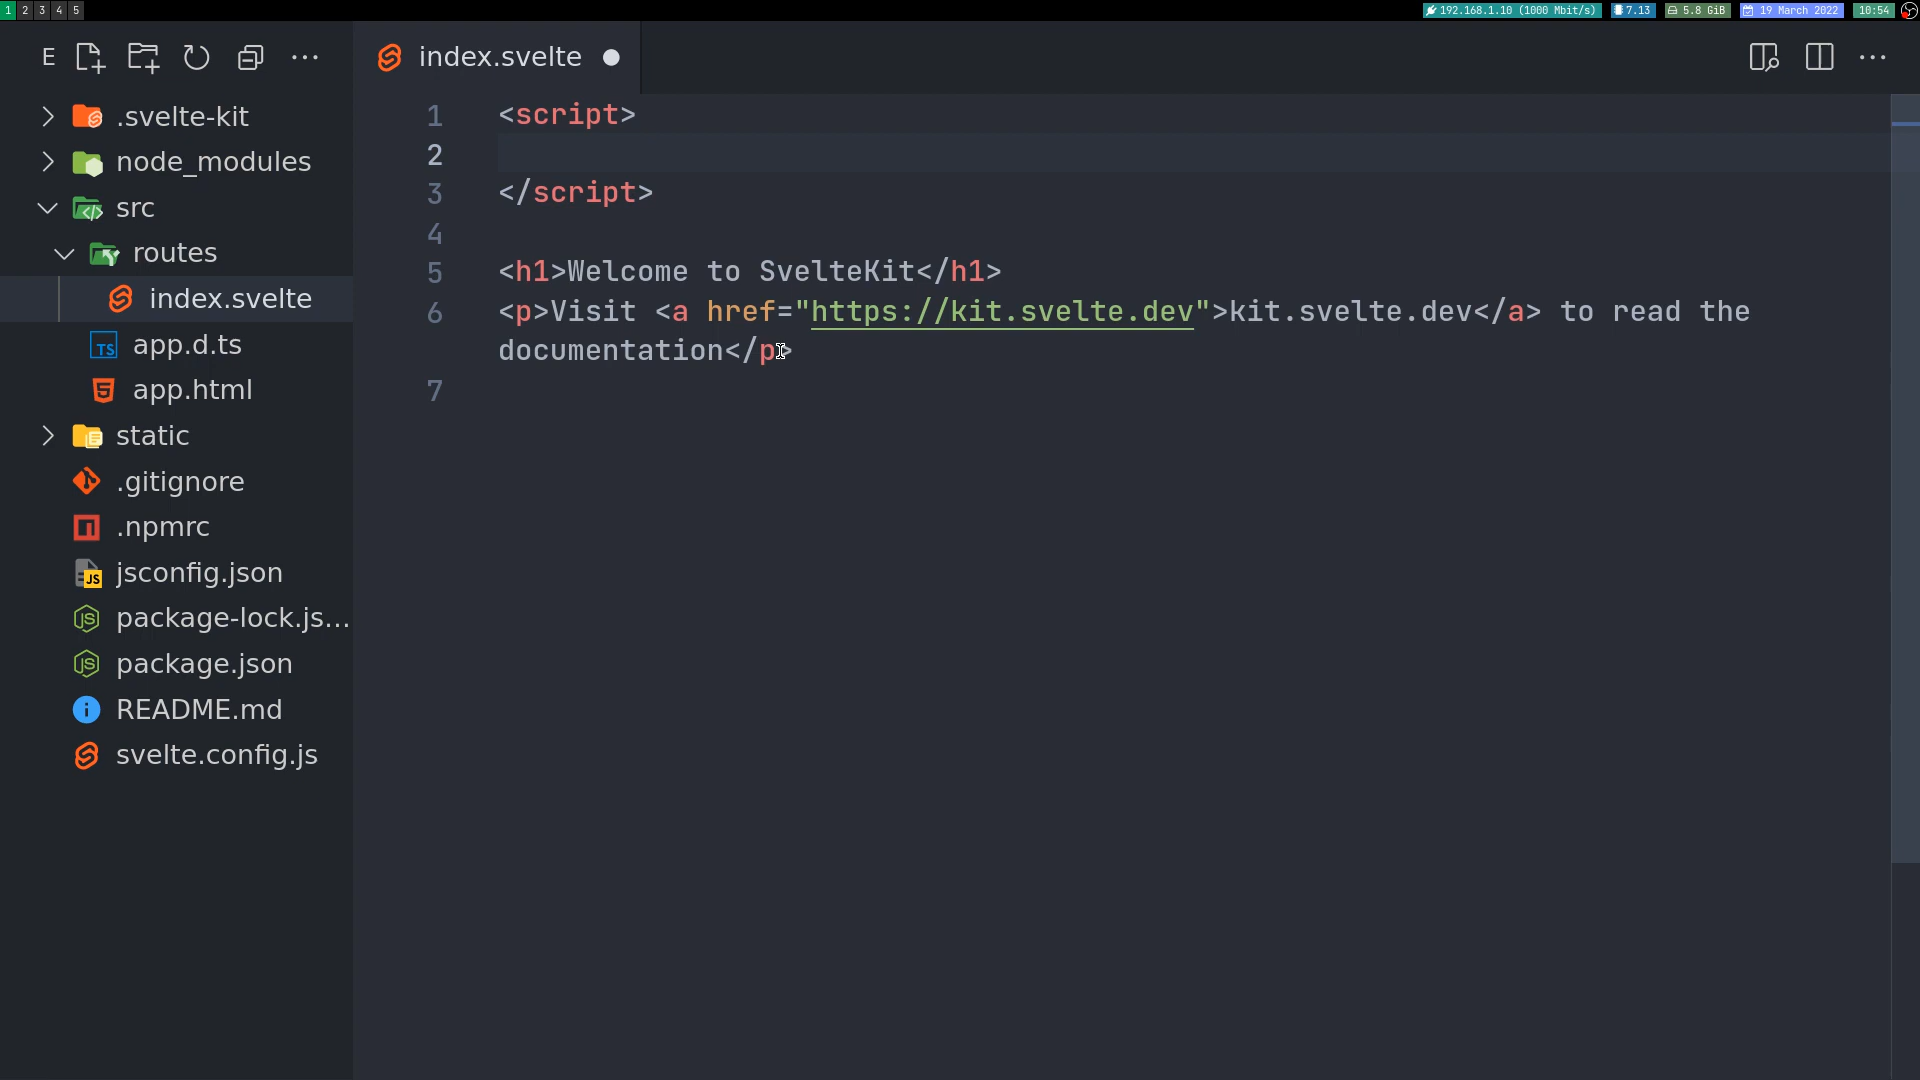 1 2 3 4 5
192.168.1.10 (1000 Mbit/s) 7.13 5.8 GiB 19 March 2022 10:54
E
index.svelte
.svelte-kit
node_modules
src
routes
index.svelte
TS app.d.ts
app.html
static
.gitignore
.npmrc
JS jsconfig.json
JS package-lock.js...
JS package.json
README.md
svelte.config.js
1 <script>
2
3 </script>
4
5 <h1>Welcome to SvelteKit</h1>
6 <p>Visit <a href="https://kit.svelte.dev">kit.svelte.dev</a> to read the
documentation</p>
7